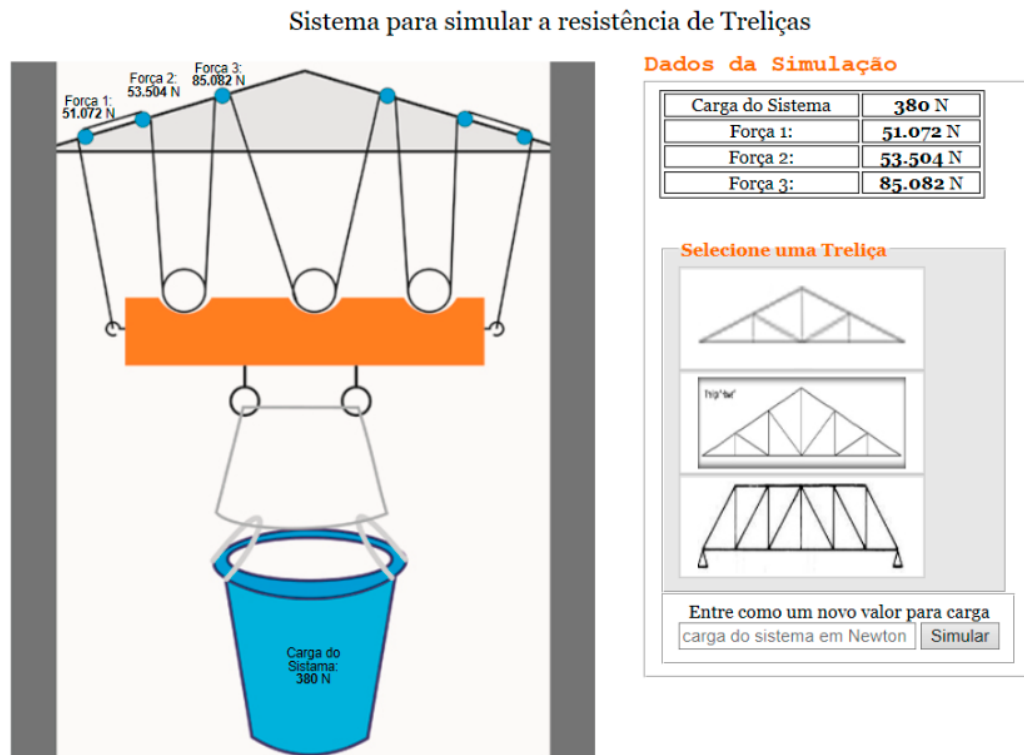 Sistema para simular a resistência de Treliças
Força 1:
51.072 N
Força 2:
53.504 N
Força 3:
85.082 N
Carga do
Sistama:
380 N
Dados da Simulação
Carga do Sistema 380 N
Força 1: 51.072 N
Força 2: 53.504 N
Força 3: 85.082 N
Selecione uma Treliça
Entre como um novo valor para carga
carga do sistema em Newton Simular